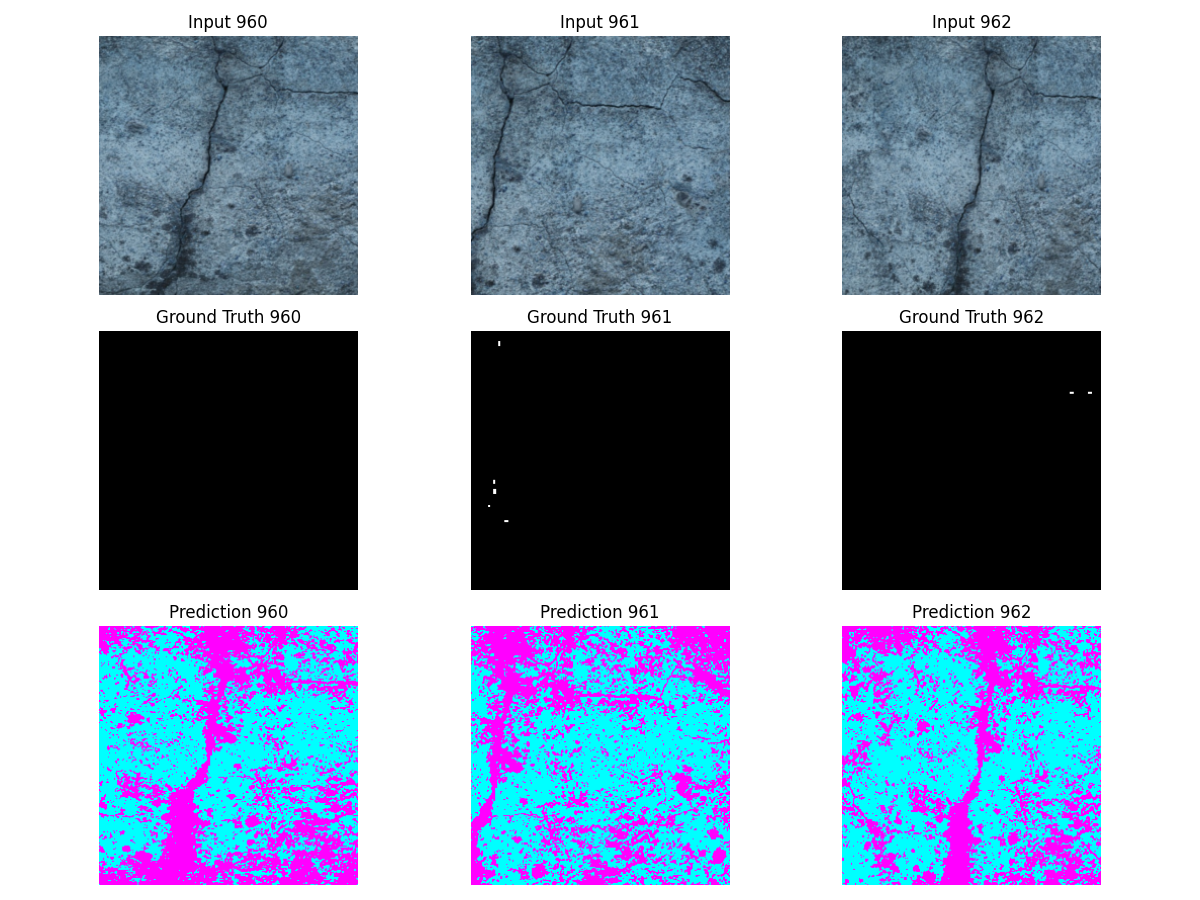 Input 960
Input 961
Input 962
Ground Truth 960
Ground Truth 961
Ground Truth 962
Prediction 960
Prediction 961
Prediction 962